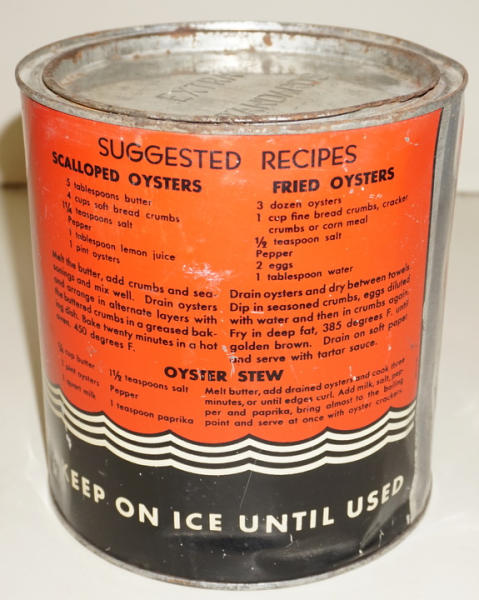 SUGGESTED RECIPES
SCALLOPED OYSTERS
5 tablespoons butter
4 cups soft bread crumbs
1¼ teaspoons salt
Pepper
1 tablespoon lemon juice
1 pint oysters
Melt the butter, add crumbs and sea-
sonings and mix well. Drain oysters
and arrange in alternate layers with
the buttered crumbs in a greased bak-
ing dish. Bake twenty minutes in a hot
oven, 450 degrees F.
FRIED OYSTERS
3 dozen oysters
1 cup fine bread crumbs, cracker
crumbs or corn meal
½ teaspoon salt
Pepper
2 eggs
1 tablespoon water
Drain oysters and dry between towels
Dip in seasoned crumbs, eggs diluted
with water and then in crumbs again.
Fry in deep fat, 385 degrees F. until
golden brown. Drain on soft paper
and serve with tartar sauce.
OYSTER STEW
cup butter
pint oysters
1 quart milk
1½ teaspoons salt
Pepper
1 teaspoon paprika
Melt butter, add drained oysters and cook three
minutes, or until edges curl. Add milk, salt, pep-
per and paprika, bring almost to the boiling
point and serve at once with oyster crackers.
KEEP ON ICE UNTIL USED